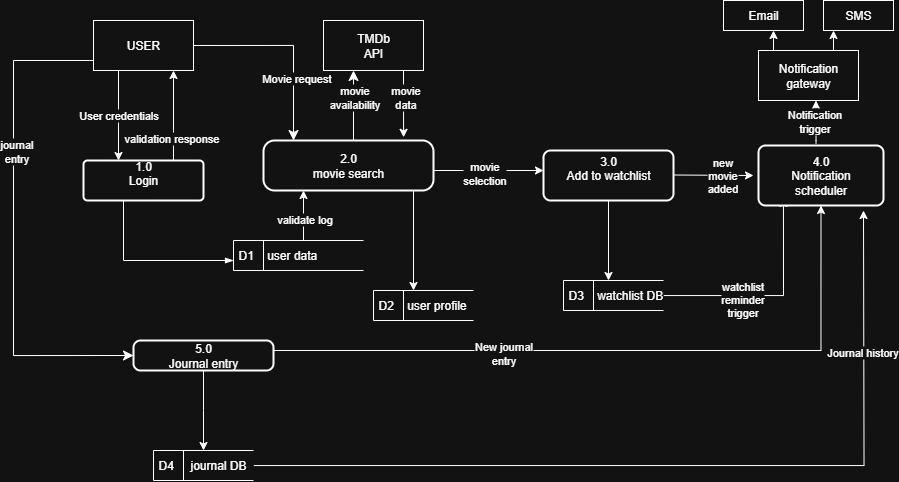 Email
SMS
USER
TMDb
API
Notification
gateway
Movie request
movie
availability
movie
data
User credentials
validation response
Notification
trigger
journal
entry
1.0
Login
2.0
movie search
movie
selection
3.0
Add to watchlist
new
movie
added
4.0
Notification
scheduler
validate log
D1
user data
D2
user profile
D3
watchlist DB
watchlist
reminder
trigger
5.0
Journal entry
New journal
entry
Journal history
D4
journal DB